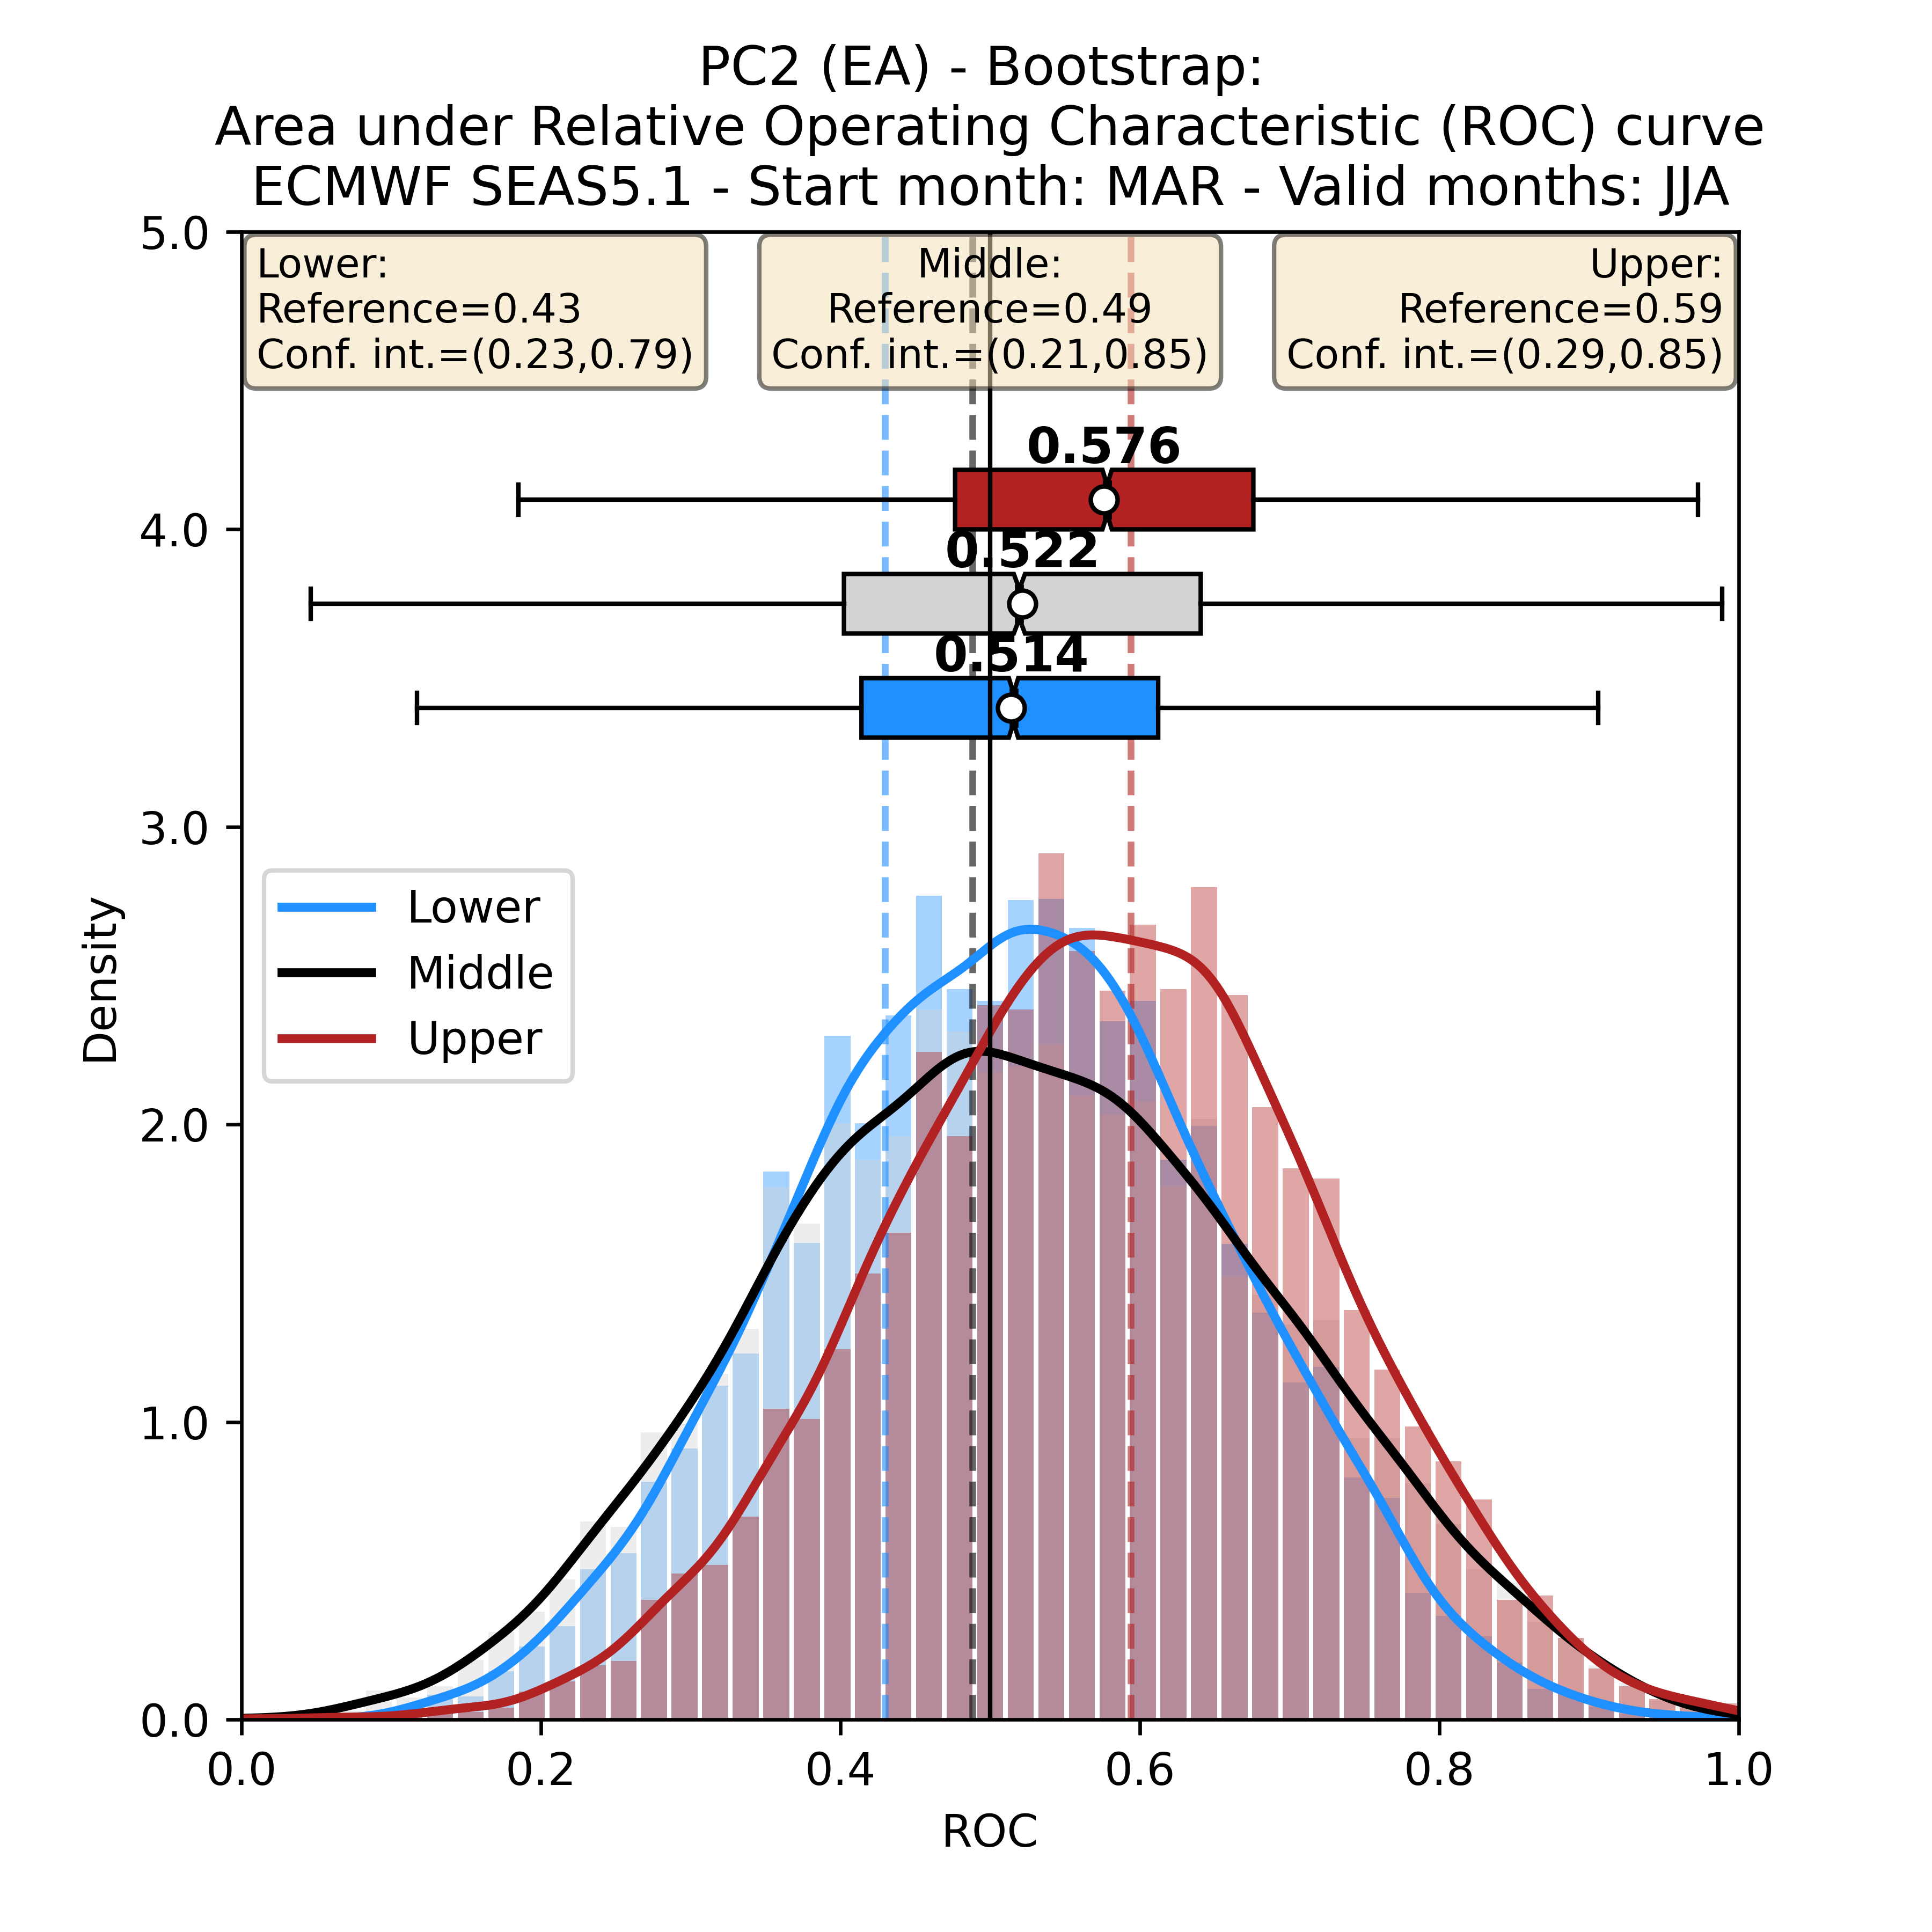 PC2 (EA) - Bootstrap:
Area under Relative Operating Characteristic (ROC) curve
ECMWF SEAS5.1 - Start month: MAR - Valid months: JJA
Lower:
Reference=0.43
Conf. int.=(0.23,0.79)
Middle:
Reference=0.49
Conf. int.=(0.21,0.85)
Upper:
Reference=0.59
Conf. int.=(0.29,0.85)
0.576
0.522
0.514
5.0
4.0
3.0
2.0
1.0
0.0
Density
Lower
Middle
Upper
0.0 0.2 0.4 0.6 0.8 1.0
ROC